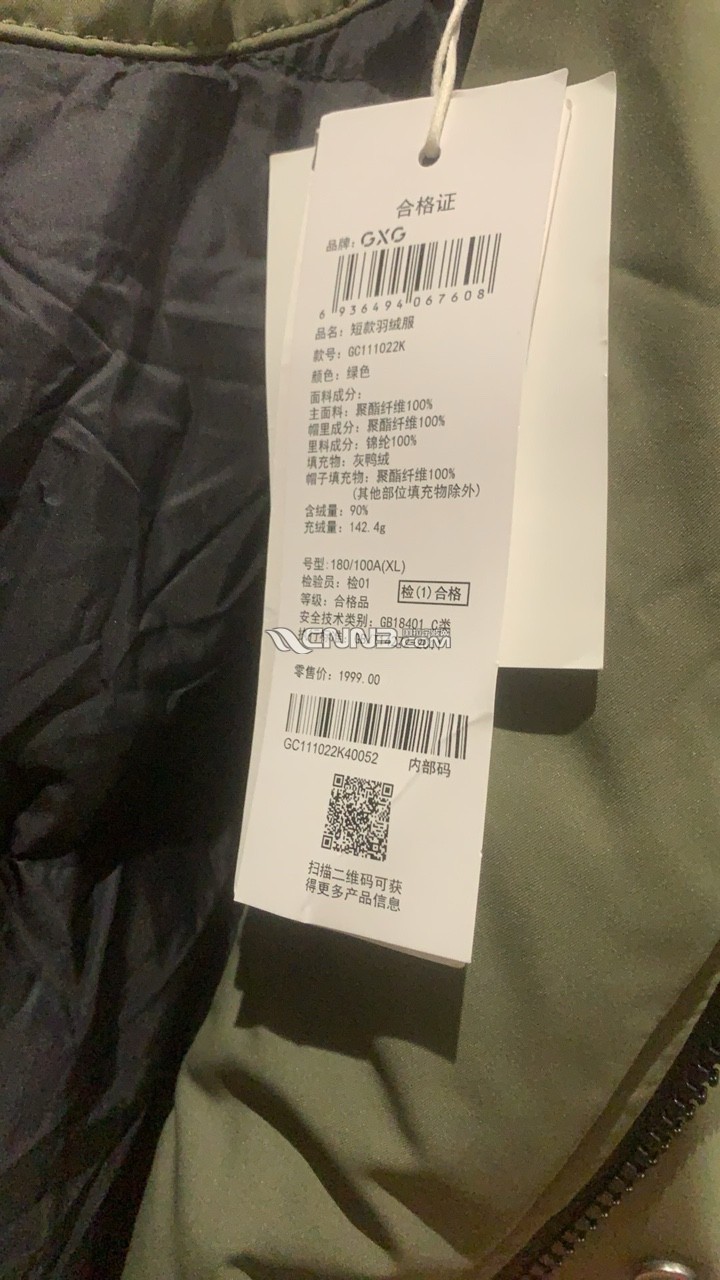 合格证
品牌：GXG
6 936494 067608
品名：短款羽绒服
款号：GC111022K
颜色：绿色
面料成分：
主面料：聚酯纤维100%
帽里成分：聚酯纤维100%
里料成分：锦纶100%
填充物：灰鸭绒
帽子填充物：聚酯纤维100%
(其他部位填充物除外)
含绒量：90%
充绒量：142.4g
号型:180/100A(XL)
检验员：检01
检(1)合格
等级：合格品
安全技术类别：GB18401 C类
CNN3.COM
零售价：1999.00
GC111022K40052
内部码
扫描二维码可获
得更多产品信息